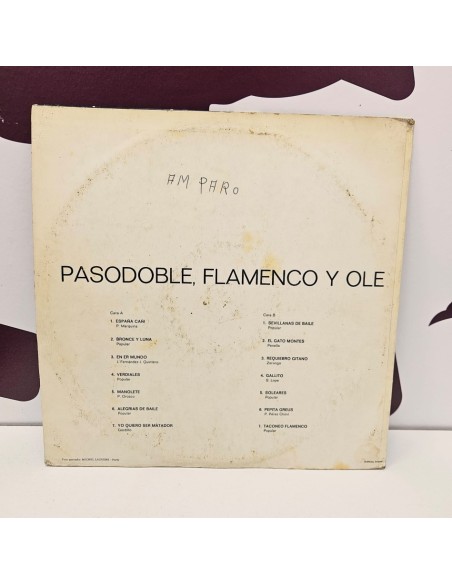 AMPARO
PASODOBLE, FLAMENCO Y OLE
Cara A
1. ESPAÑA CAÑI
P. Marquina
2. BRONCE Y LUNA
Popular
3. EN ER MUNDO
J. Fernández J. Quintero
4. VERDIALES
Popular
5. MANOLETE
P. Orozco
6. ALEGRIAS DE BAILE
Popular
7. YO QUIERO SER MATADOR
Cara B
1. SEVILLANAS DE BAILE
Popular
2. EL GATO MONTES
Penella
3. REQUIEBRO GITANO
4. GALLITO
S. Lope
5. SOLEARES
Popular
6. PEPITA GREUS
P. Pérez Choví
7. TACONEO FLAMENCO
Popular